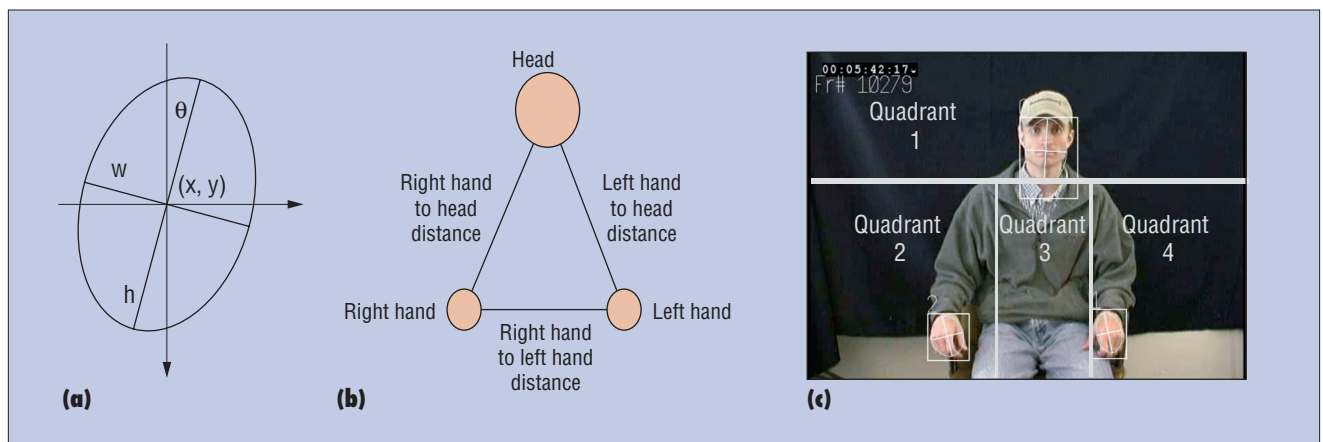 θ
w
(x, y)
h
(a)
Head
Right hand
to head
distance
Left hand
to head
distance
Right hand
Left hand
Right hand
to left hand
distance
(b)
00:05:42:17
Fr# 10279
Quadrant
1
Quadrant
2
Quadrant
3
Quadrant
4
2
(c)